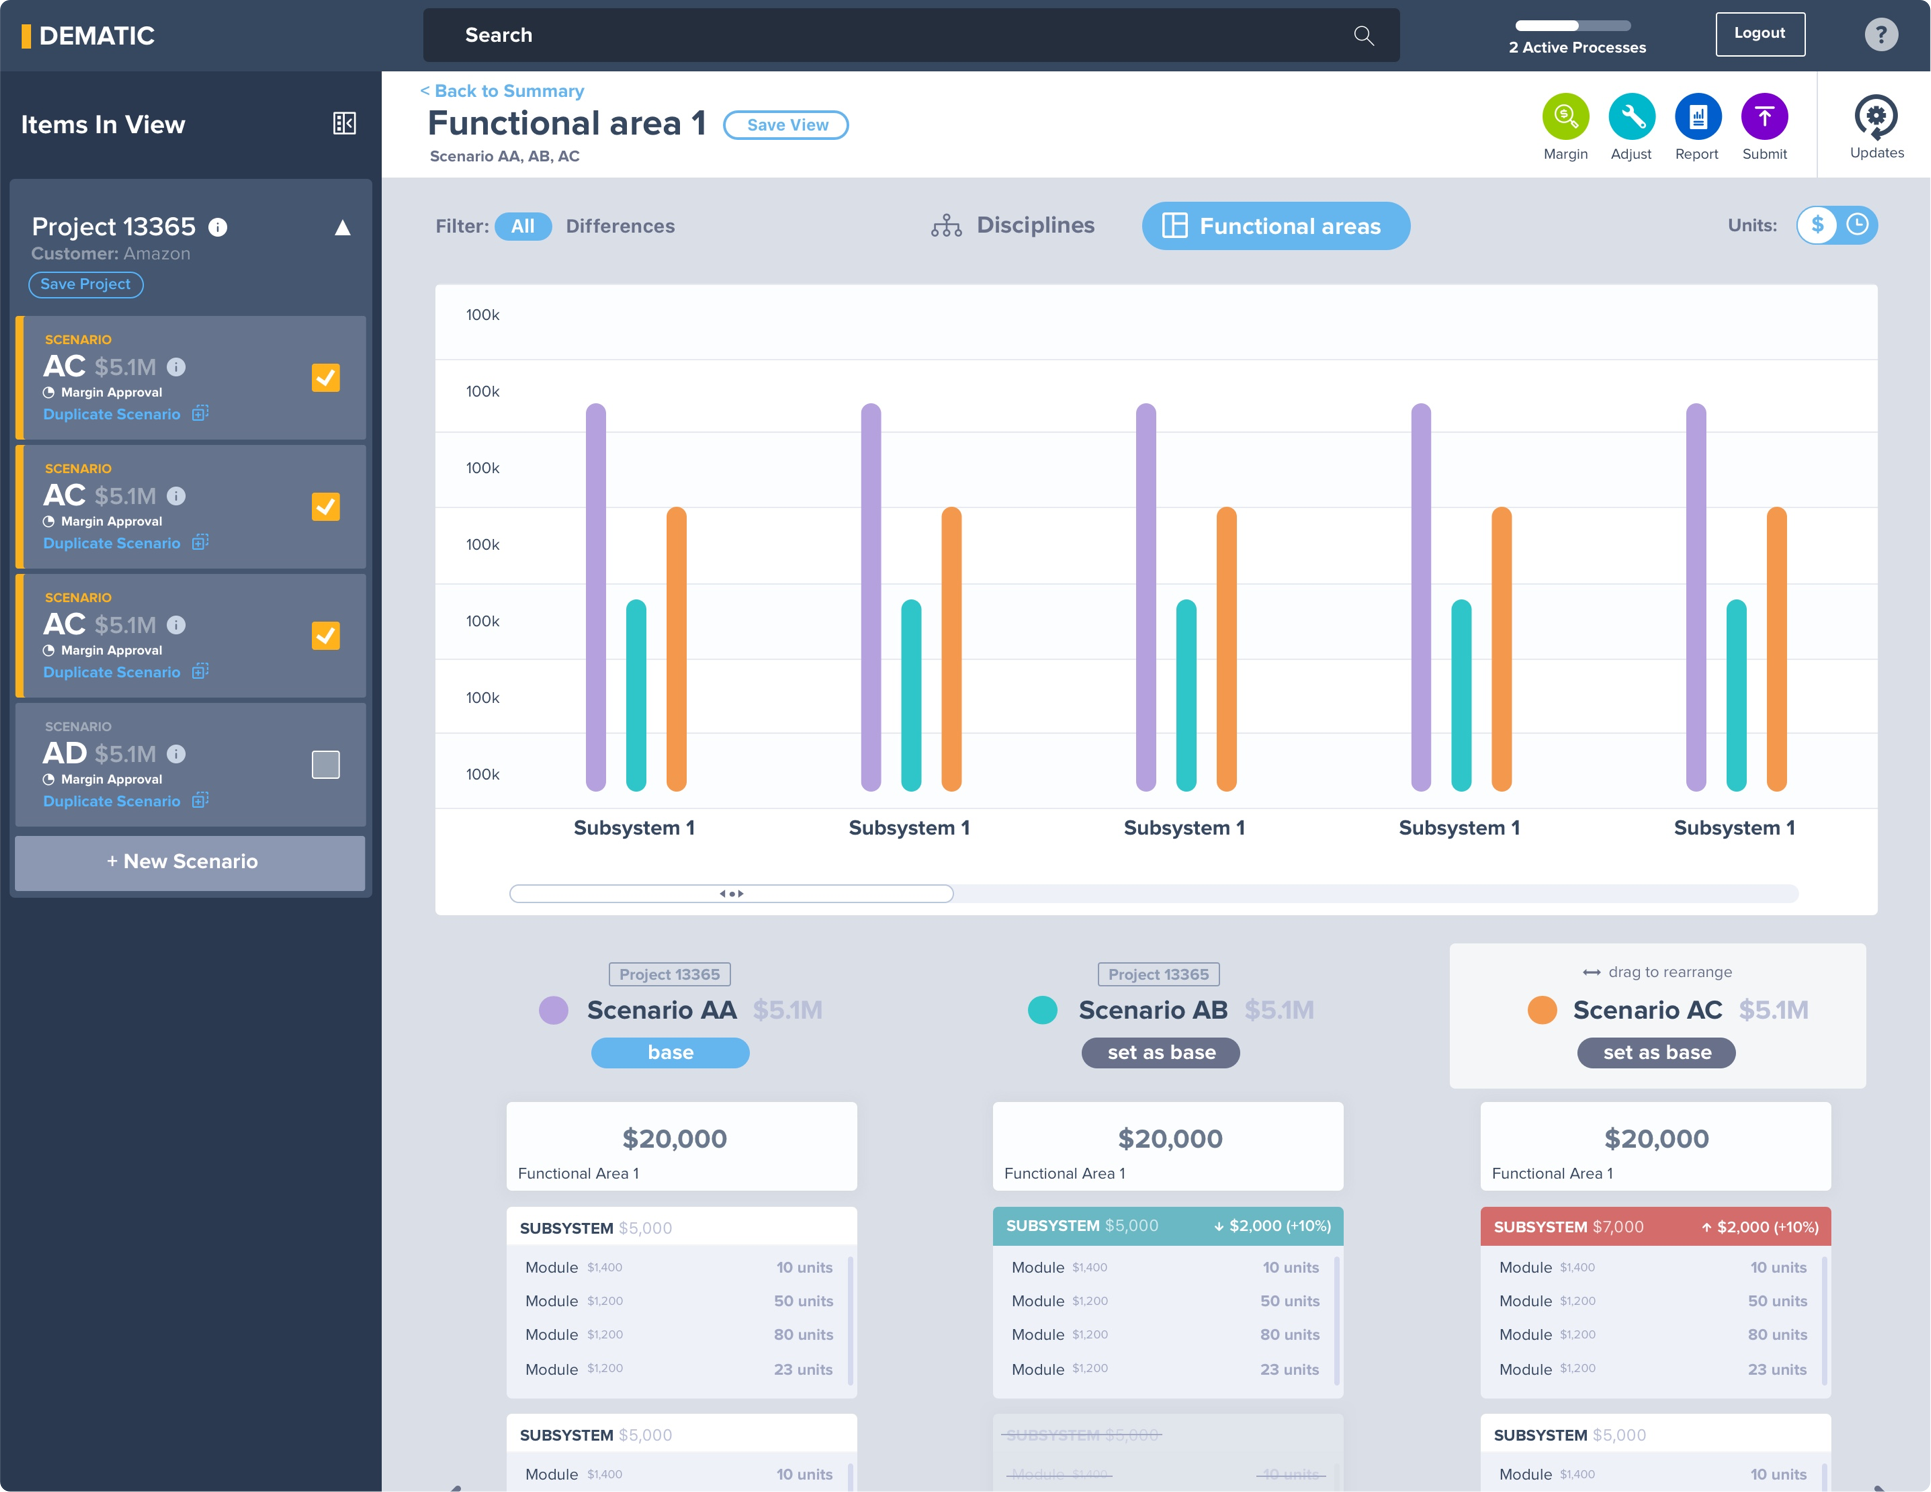 DEMATIC
Search
2 Active Processes
Logout
?
Items In View
Project 13365
Customer: Amazon
Save Project
SCENARIO
AC $5.1M
Margin Approval
Duplicate Scenario
SCENARIO
AC $5.1M
Margin Approval
Duplicate Scenario
SCENARIO
AC $5.1M
Margin Approval
Duplicate Scenario
SCENARIO
AD $5.1M
Margin Approval
Duplicate Scenario
+ New Scenario
< Back to Summary
Functional area 1
Save View
Scenario AA, AB, AC
Margin
Adjust
Report
Submit
Updates
Filter: All Differences
Disciplines
Functional areas
Units: $
100k
100k
100k
100k
100k
100k
100k
Subsystem 1
Subsystem 1
Subsystem 1
Subsystem 1
Subsystem 1
Project 13365
Scenario AA $5.1M
base
$20,000
Functional Area 1
SUBSYSTEM $5,000
Module $1,400 10 units
Module $1,200 50 units
Module $1,200 80 units
Module $1,200 23 units
SUBSYSTEM $5,000
Module $1,400 10 units
Project 13365
Scenario AB $5.1M
set as base
$20,000
Functional Area 1
SUBSYSTEM $5,000 ↓ $2,000 (+10%)
Module $1,400 10 units
Module $1,200 50 units
Module $1,200 80 units
Module $1,200 23 units
SUBSYSTEM $5,000
Module $1,400 10 units
↔ drag to rearrange
Scenario AC $5.1M
set as base
$20,000
Functional Area 1
SUBSYSTEM $7,000 ↑ $2,000 (+10%)
Module $1,400 10 units
Module $1,200 50 units
Module $1,200 80 units
Module $1,200 23 units
SUBSYSTEM $5,000
Module $1,400 10 units